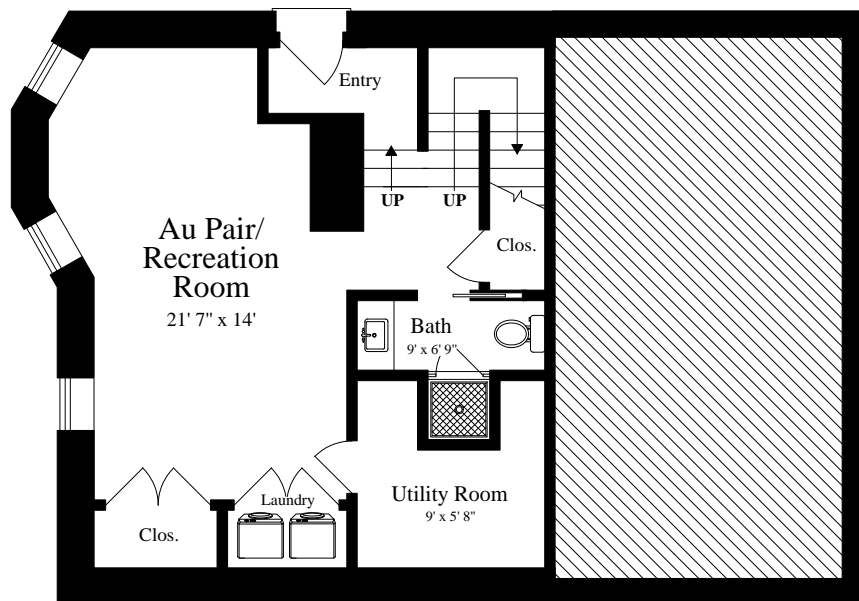 Entry
UP
UP
Au Pair/
Recreation
Room
21' 7" x 14'
Clos.
Bath
9' x 6' 9"
Laundry
Utility Room
9' x 5' 8"
Clos.